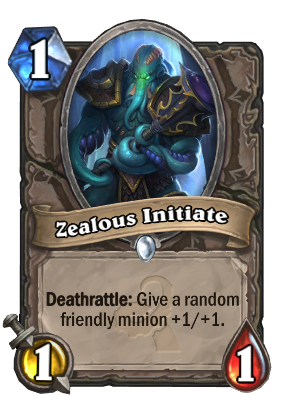 1
Zealous Initiate
Deathrattle: Give a random
friendly minion +1/+1.
1
1